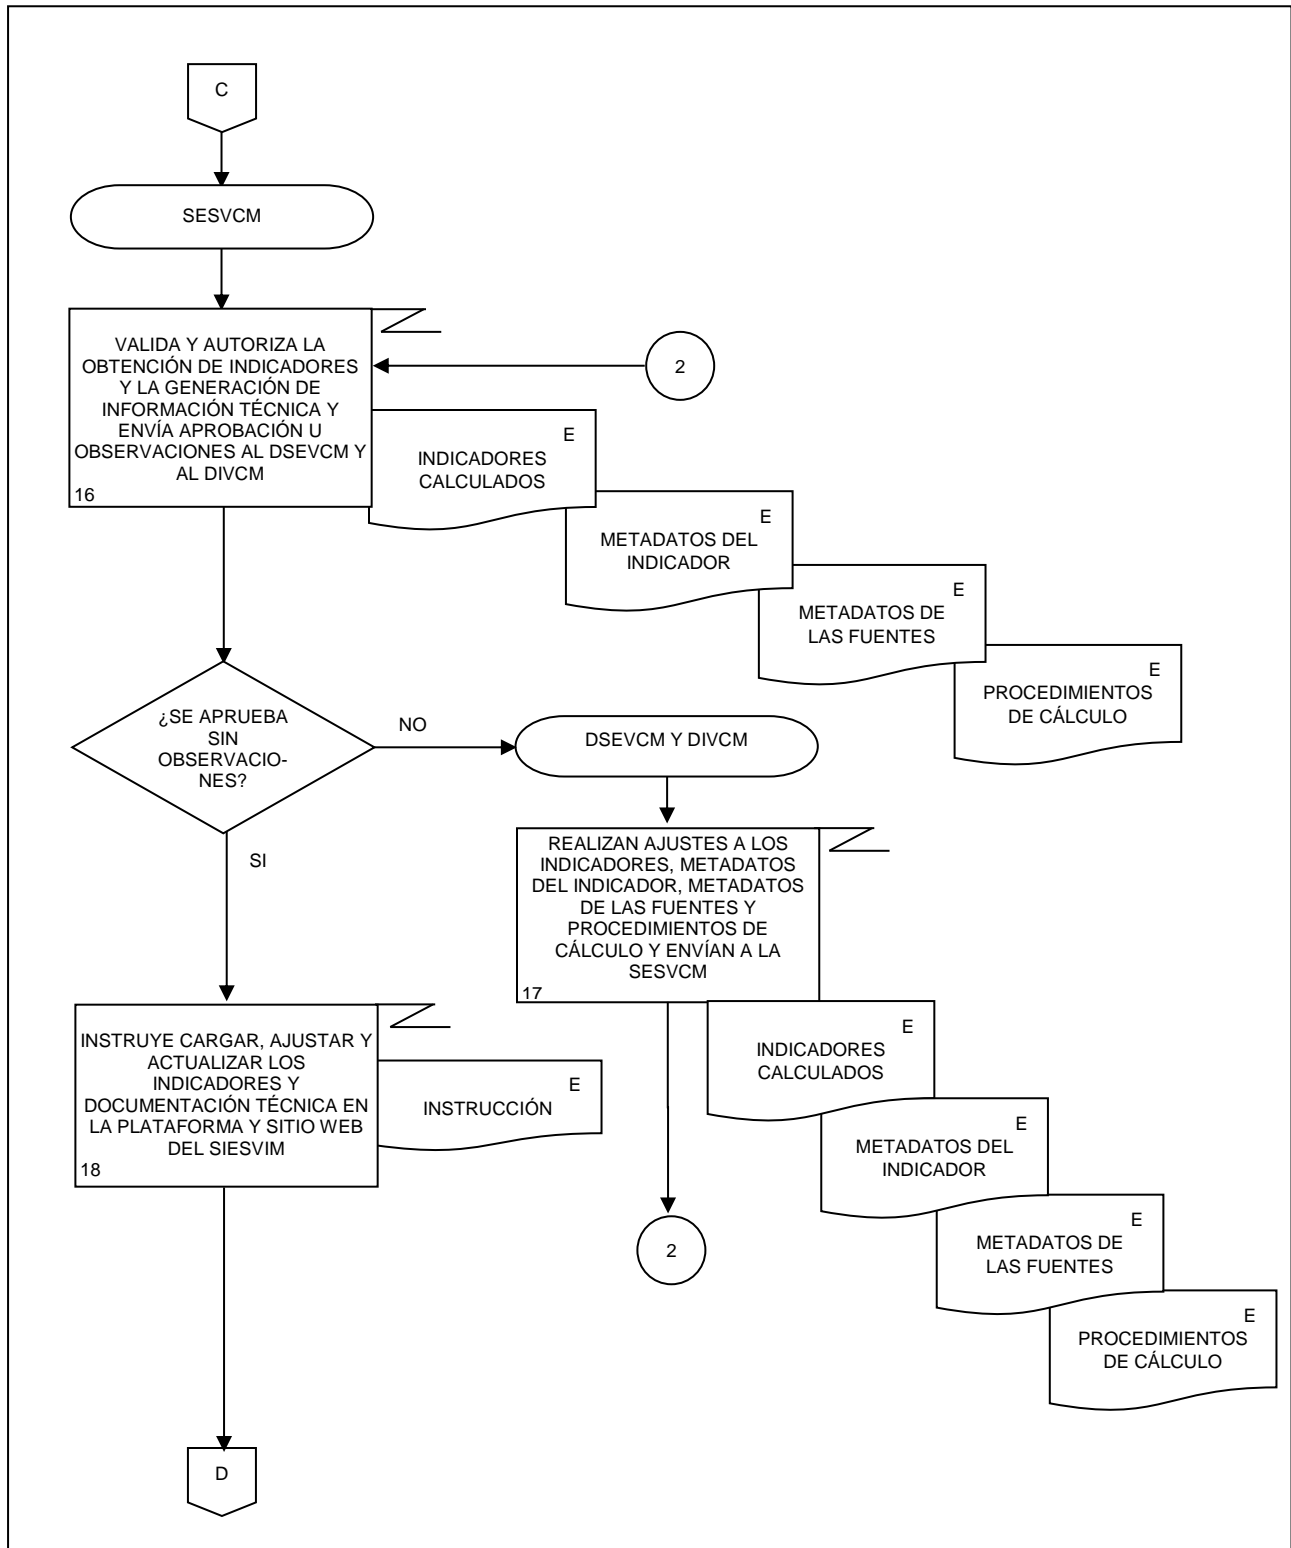 C
SESVCM
VALIDA Y AUTORIZA LA
OBTENCIÓN DE INDICADORES
Y LA GENERACIÓN DE
INFORMACIÓN TÉCNICA Y
ENVÍA APROBACIÓN U
OBSERVACIONES AL DSEVCM Y
AL DIVCM
16
2
E
INDICADORES
CALCULADOS
E
METADATOS DEL
INDICADOR
E
METADATOS DE
LAS FUENTES
E
PROCEDIMIENTOS
DE CÁLCULO
¿SE APRUEBA
SIN
OBSERVACIO-
NES?
NO
SI
DSEVCM Y DIVCM
REALIZAN AJUSTES A LOS
INDICADORES, METADATOS
DEL INDICADOR, METADATOS
DE LAS FUENTES Y
PROCEDIMIENTOS DE
CÁLCULO Y ENVÍAN A LA
SESVCM
17
E
INDICADORES
CALCULADOS
E
METADATOS DEL
INDICADOR
E
METADATOS DE
LAS FUENTES
E
PROCEDIMIENTOS
DE CÁLCULO
2
INSTRUYE CARGAR, AJUSTAR Y
ACTUALIZAR LOS
INDICADORES Y
DOCUMENTACIÓN TÉCNICA EN
LA PLATAFORMA Y SITIO WEB
DEL SIESVIM
18
E
INSTRUCCIÓN
D